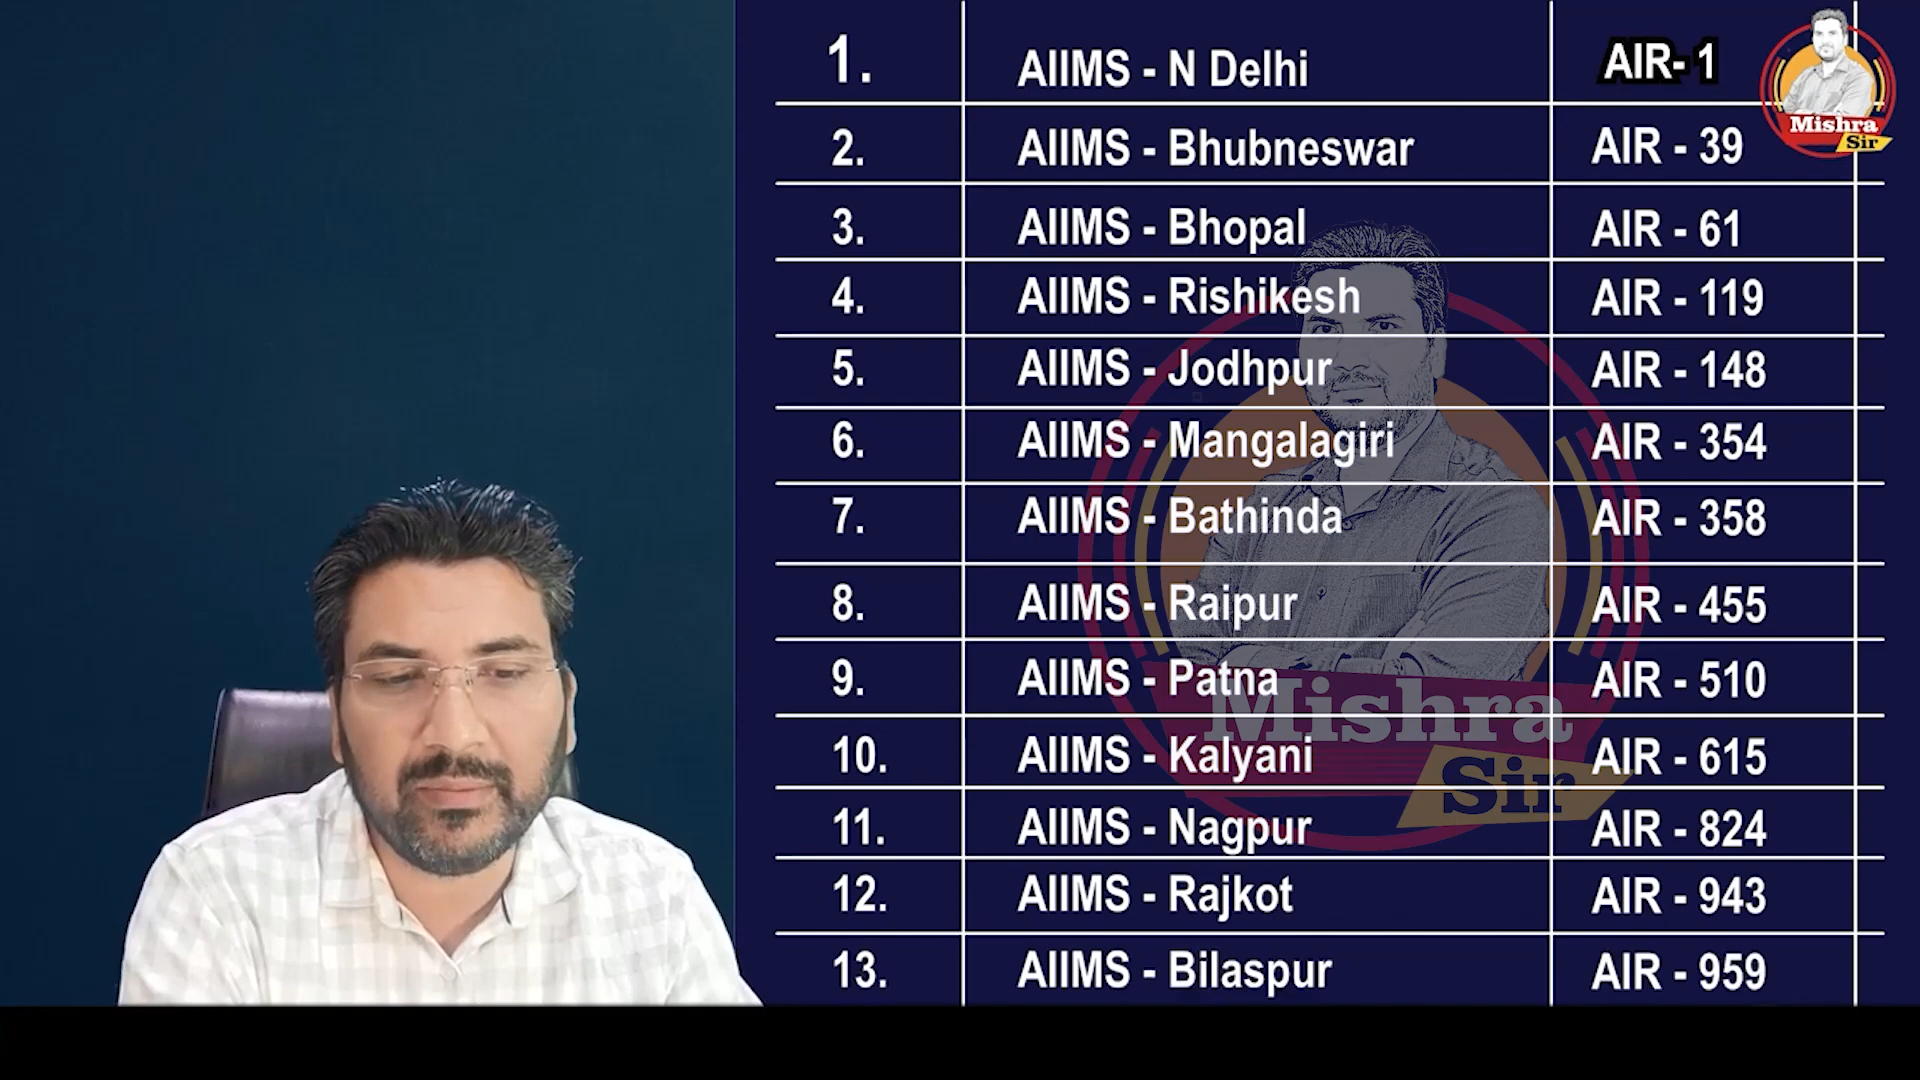 1. AIIMS - N Delhi AIR- 1
Mishra
Sir
2. AIIMS - Bhubneswar AIR - 39
3. AIIMS - Bhopal AIR - 61
4. AIIMS - Rishikesh AIR - 119
5. AIIMS - Jodhpur AIR - 148
6. AIIMS - Mangalagiri AIR - 354
7. AIIMS - Bathinda AIR - 358
8. AIIMS - Raipur AIR - 455
9. AIIMS - Patna AIR - 510
Mishra
10. AIIMS - Kalyani AIR - 615
Sir
11. AIIMS - Nagpur AIR - 824
12. AIIMS - Rajkot AIR - 943
13. AIIMS - Bilaspur AIR - 959